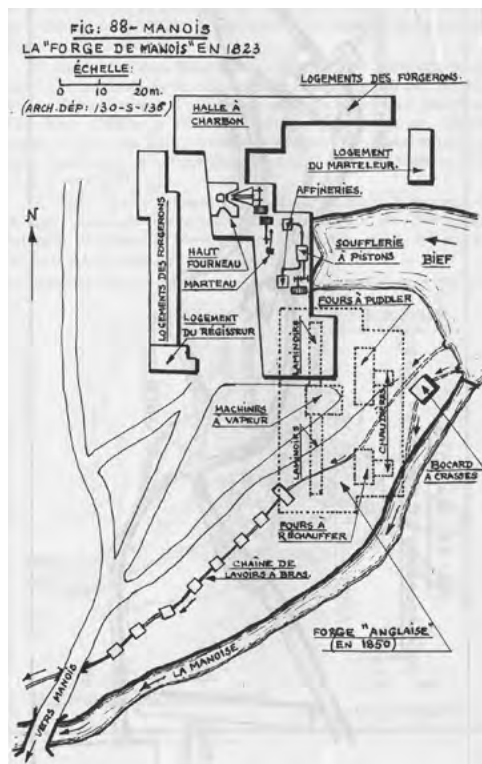 FIG: 88 - MANOIS
LA "FORGE DE MANOIS" EN 1823
ÉCHELLE:
0 10 20m.
(ARCH. DÉP: 130-S-138)
LOGEMENTS DES FORGERONS.
HALLE À
CHARBON.
LOGEMENT
DU MARTELEUR.
N
AFFINERIES.
LOGEMENTS DES FORGERONS
HAUT
FOURNEAU
MARTEAU
SOUFFLERIE
À PISTONS
BIEF
FOURS À PUDDLER
LOGEMENT
DU RÉGISSEUR
LAMINOIRS
MACHINES
À VAPEUR
CHAUDIÈRES
LAMINOIRS
BOCARD
À CRASSES
FOURS À
RÉCHAUFFER
CHAÎNE DE
LAVOIRS À BRAS.
FORGE "ANGLAISE"
(EN 1850)
LA MANOISE
VERS MANOIS